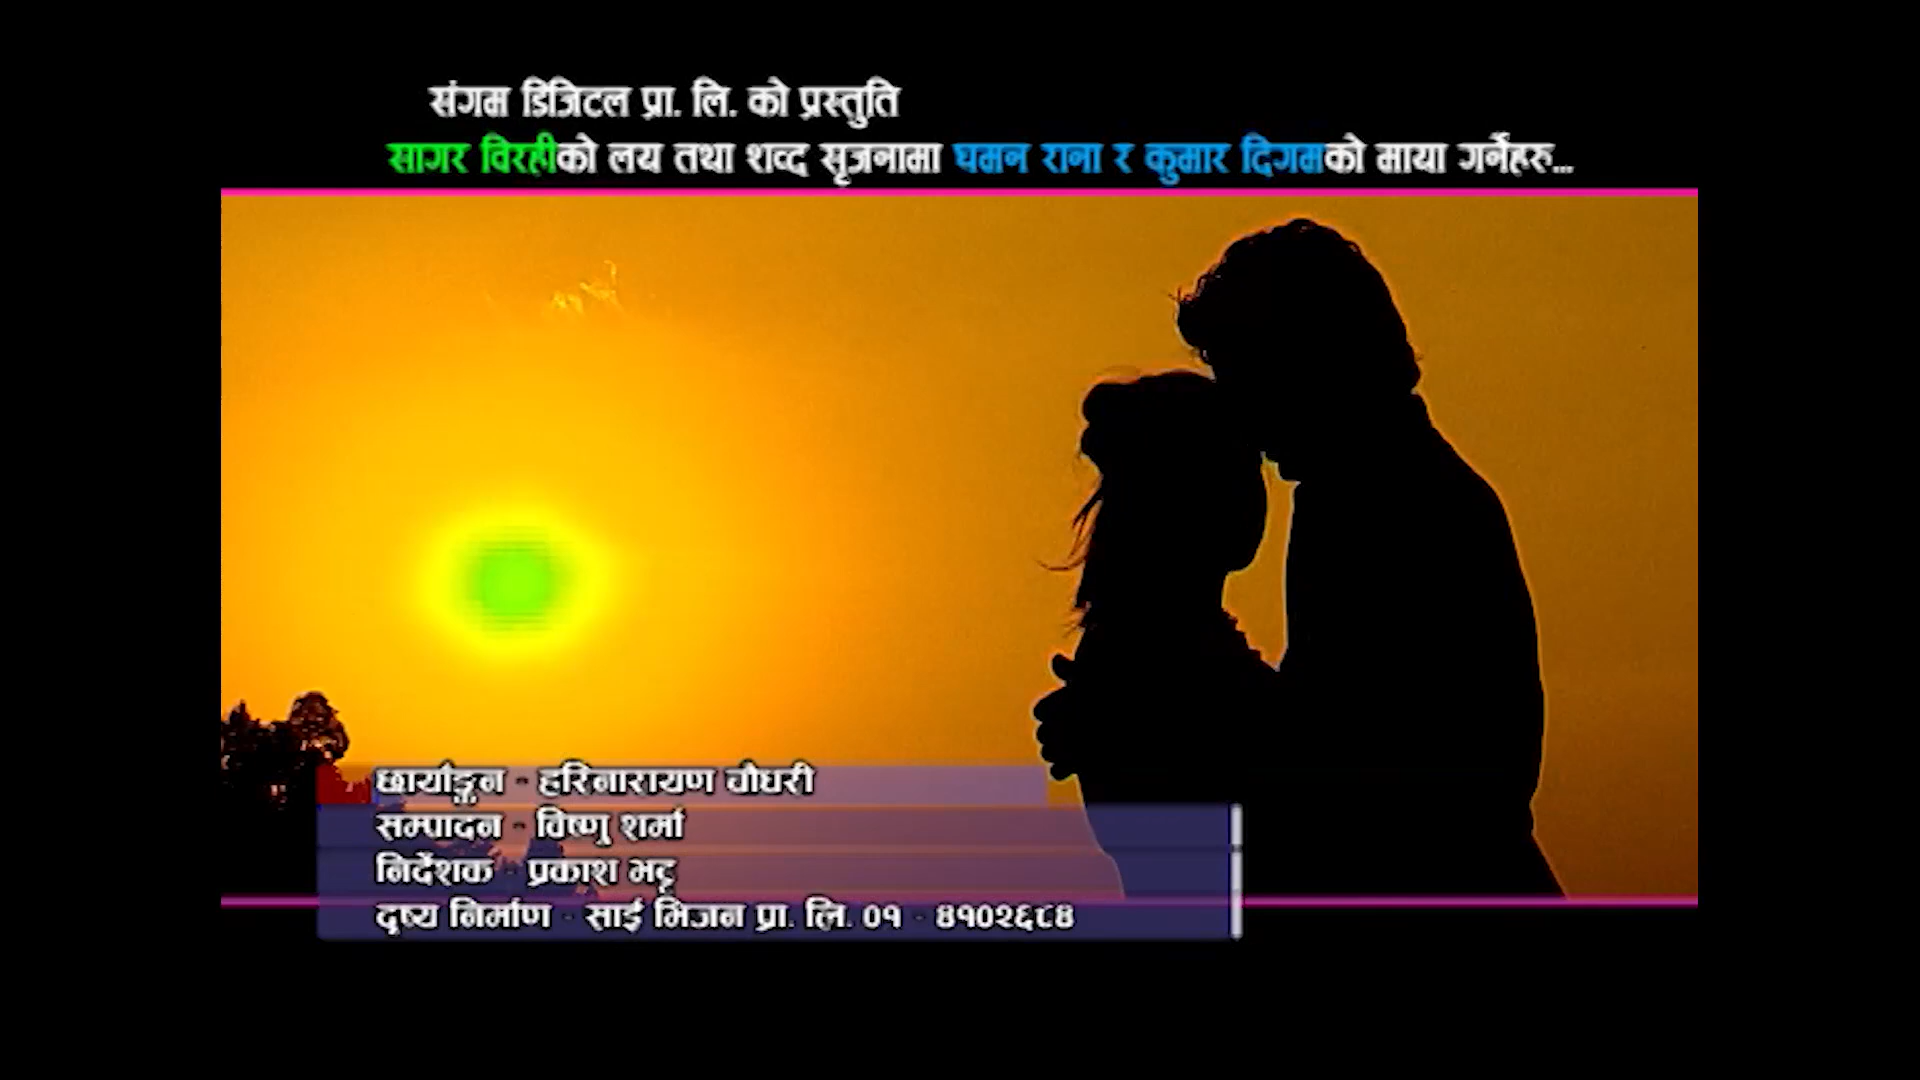 संगम डिजिटल प्रा. लि. को प्रस्तुति
सागर विरहीको लय तथा शव्द सृजनामा घमन राना र कुमार दिगमको माया गर्नेहरु...
छायाँङ्कन - हरिनारायण चौधरी
सम्पादन - विष्णु शर्मा
निर्देशक - प्रकाश भट्ट
दृष्य निर्माण - साई भिजन प्रा. लि. ०१ - ४१०२६८४